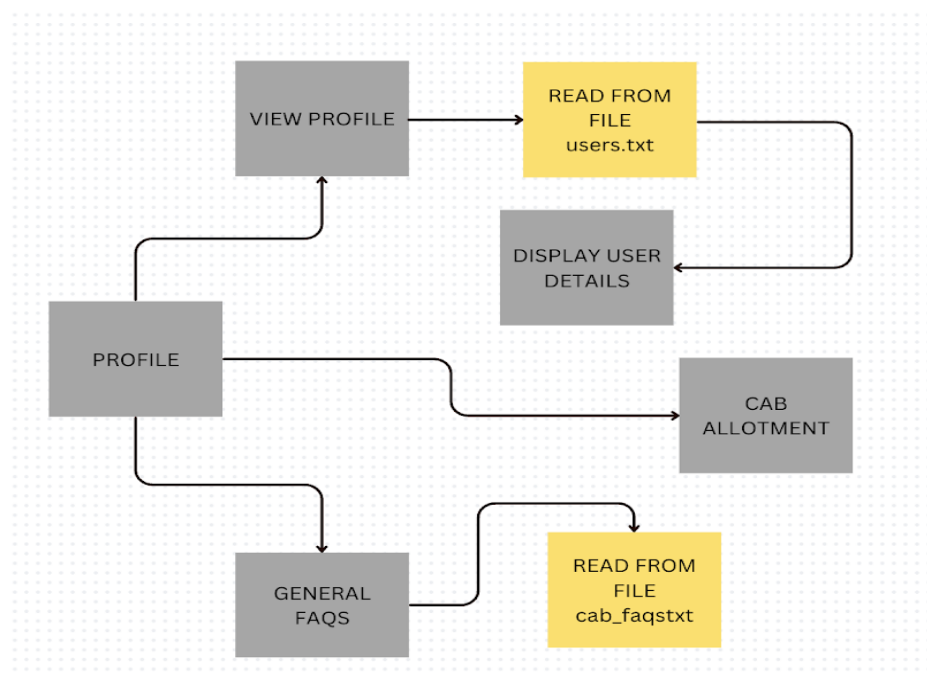 VIEW PROFILE
READ FROM
FILE
users.txt
DISPLAY USER
DETAILS
PROFILE
CAB
ALLOTMENT
GENERAL
FAQS
READ FROM
FILE
cab_faqstxt